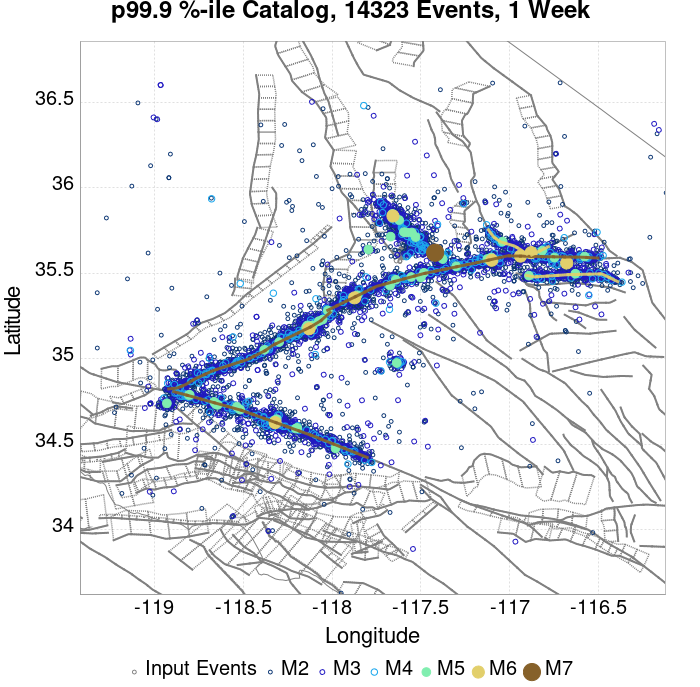 p99.9 %-ile Catalog, 14323 Events, 1 Week
Latitude
36.5
36
35.5
35
34.5
34
-119 -118.5 -118 -117.5 -117 -116.5
Longitude
Input Events M2 M3 M4 M5 M6 M7